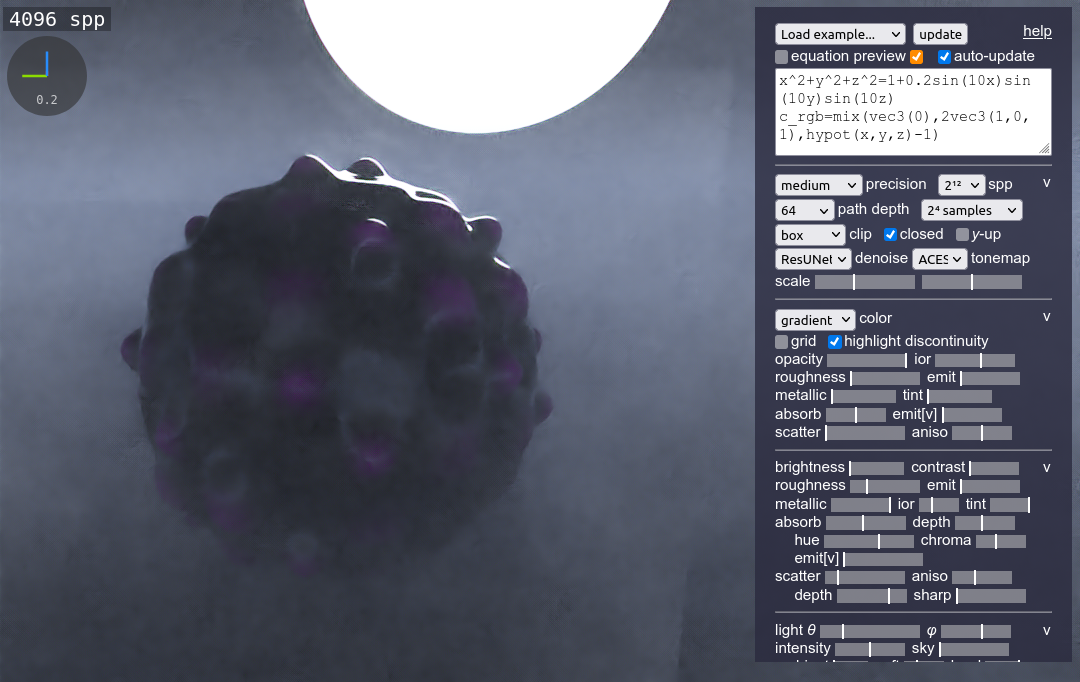 4096 spp
0.2
Load example... update help
equation preview auto-update
x^2+y^2+z^2=1+0.2sin(10x)sin
(10y)sin(10z)
c_rgb=mix(vec3(0),2vec3(1,0,
1),hypot(x,y,z)-1)
medium precision 2¹² spp v
64 path depth 2⁴ samples
box clip closed y-up
ResUNet denoise ACES tonemap
scale
gradient color v
grid highlight discontinuity
opacity ior
roughness emit
metallic tint
absorb emit[v]
scatter aniso
brightness contrast v
roughness emit
metallic ior tint
absorb depth
hue chroma
emit[v]
scatter aniso
depth sharp
light θ φ v
intensity sky